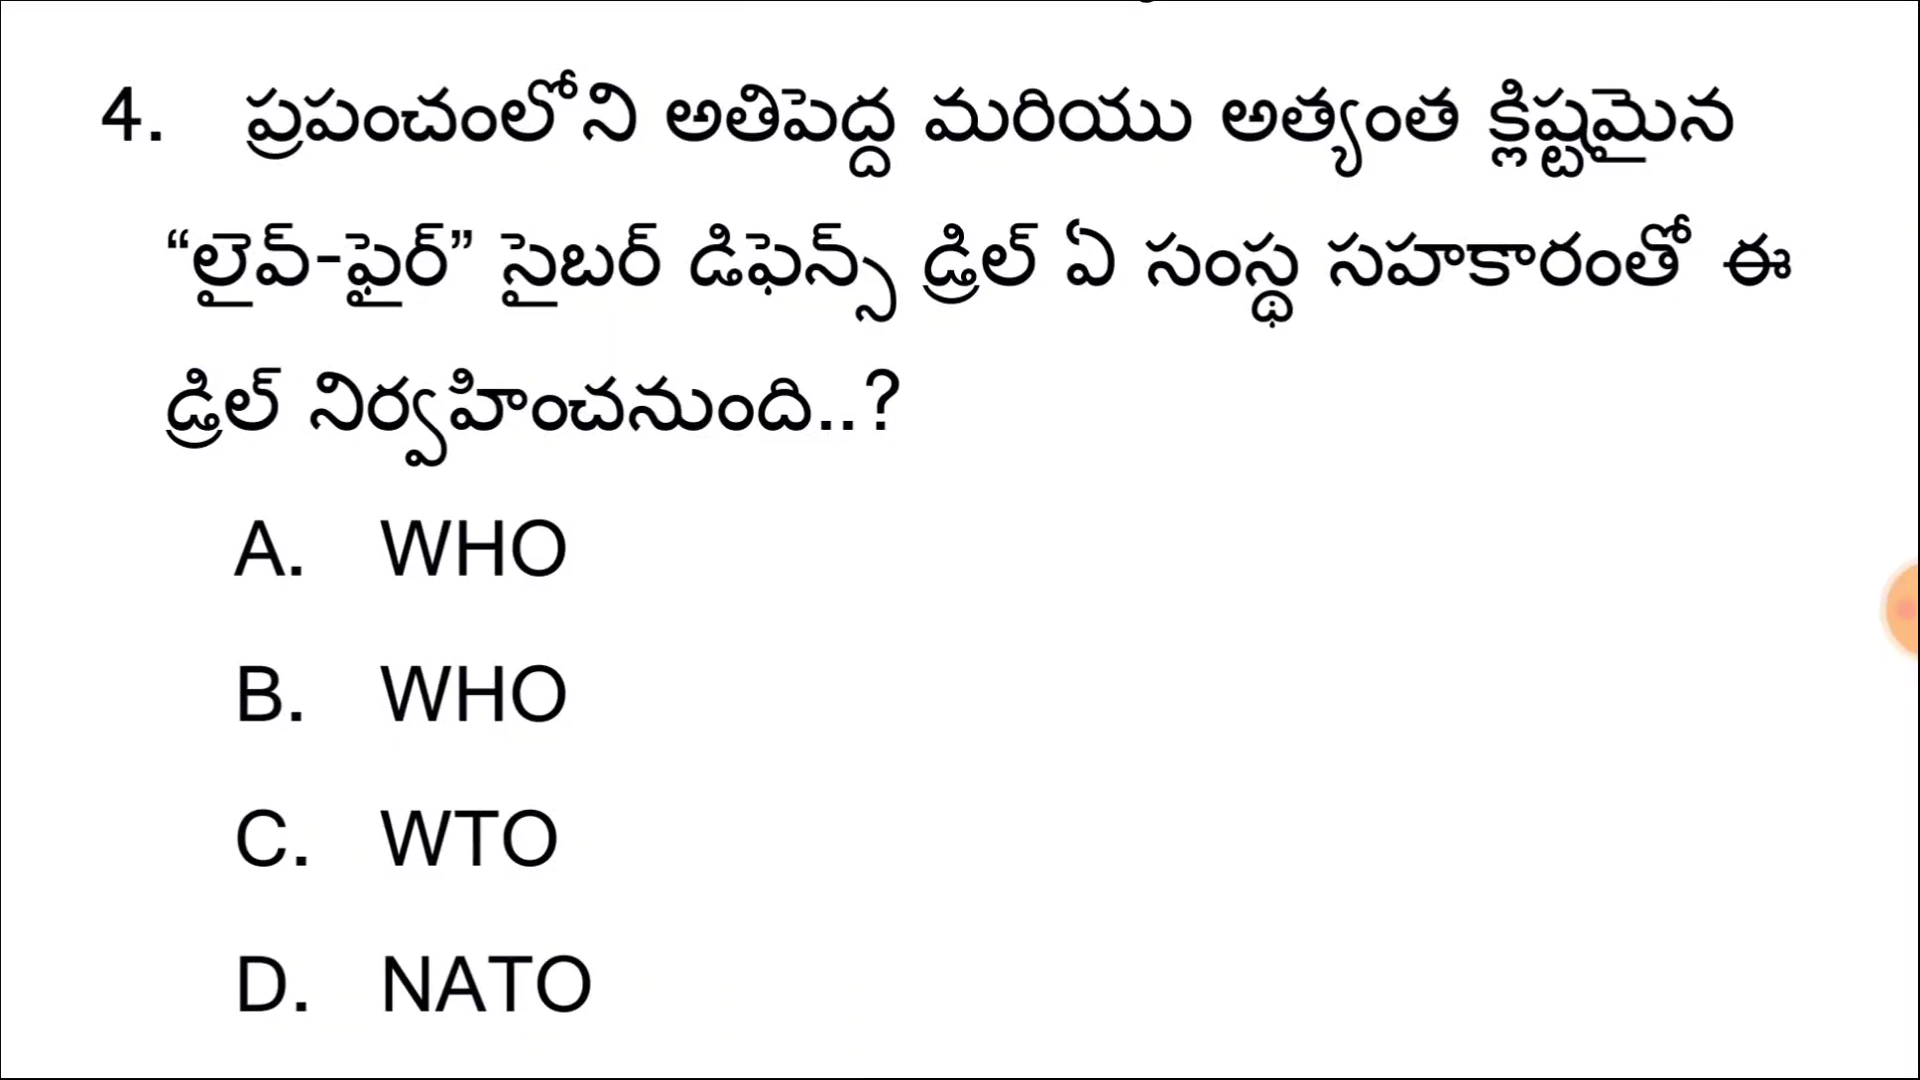 4. ప్రపంచంలోని అతిపెద్ద మరియు అత్యంత క్లిష్టమైన
“లైవ్-ఫైర్” సైబర్ డిఫెన్స్ డ్రిల్ ఏ సంస్థ సహకారంతో ఈ
డ్రిల్ నిర్వహించనుంది..?
A. WHO
B. WHO
C. WTO
D. NATO